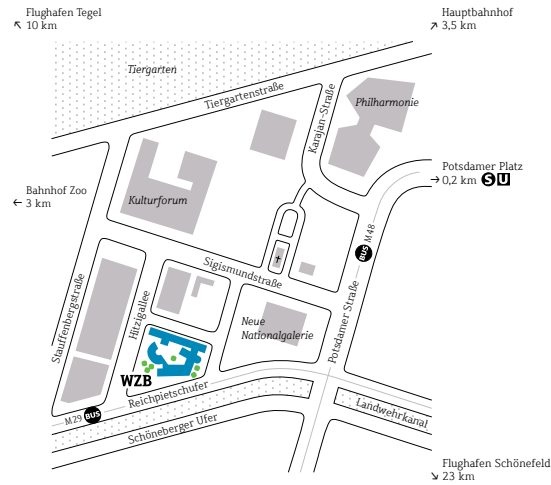 Flughafen Tegel
↖ 10 km
Hauptbahnhof
↗ 3,5 km
Tiergarten
Tiergartenstraße
Karajan-Straße
Philharmonie
Potsdamer Platz
→ 0,2 km S U
Bahnhof Zoo
← 3 km
Kulturforum
BUS M48
Sigismundstraße
Stauffenbergstraße
Hitzigallee
Neue
Nationalgalerie
Potsdamer Straße
WZB
Reichpietschufer
M29 BUS
Landwehrkanal
Schöneberger Ufer
Flughafen Schönefeld
↘ 23 km